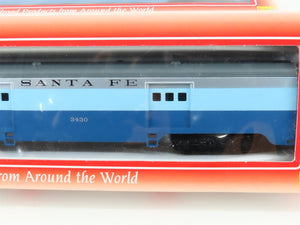 Products from Around the World
SANTA FE
3430
from Around the World